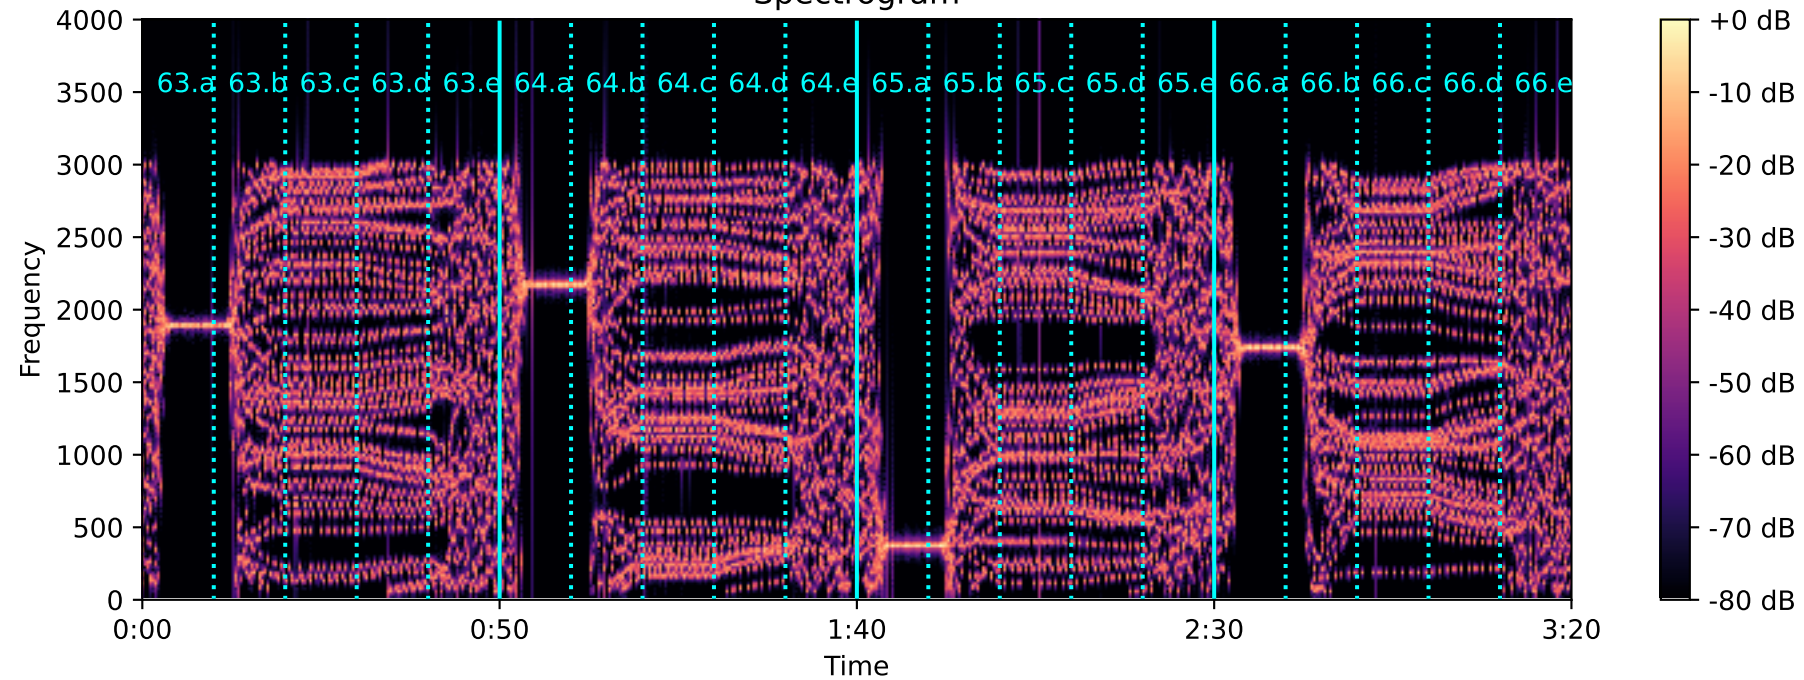 Spectrogram
4000
3500
3000
2500
2000
1500
1000
500
0
Frequency
63.a 63.b 63.c 63.d 63.e 64.a 64.b 64.c 64.d 64.e 65.a 65.b 65.c 65.d 65.e 66.a 66.b 66.c 66.d 66.e
0:00 0:50 1:40 2:30 3:20
Time
+0 dB
-10 dB
-20 dB
-30 dB
-40 dB
-50 dB
-60 dB
-70 dB
-80 dB